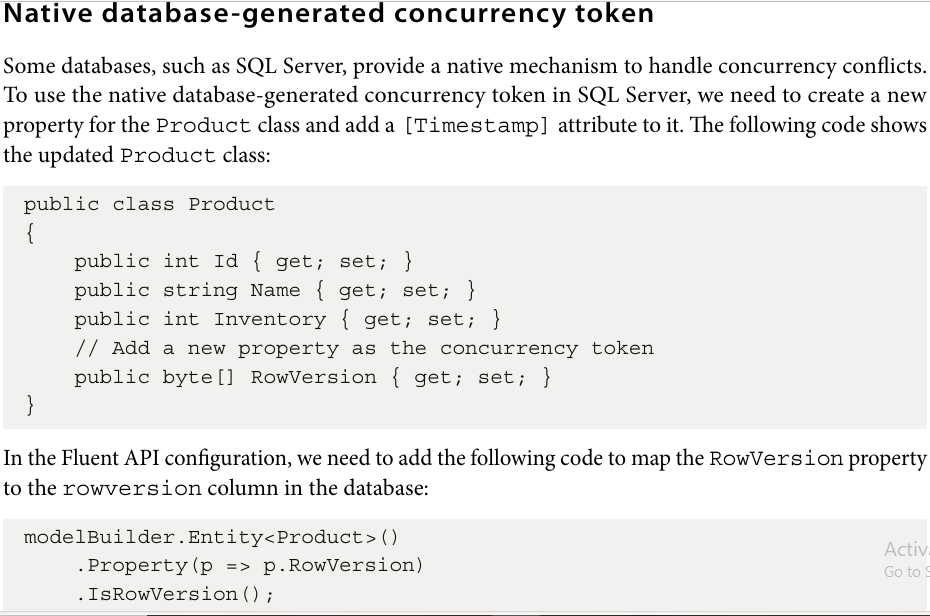 Native database-generated concurrency token
Some databases, such as SQL Server, provide a native mechanism to handle concurrency conflicts.
To use the native database-generated concurrency token in SQL Server, we need to create a new
property for the Product class and add a [Timestamp] attribute to it. The following code shows
the updated Product class:
public class Product
{
    public int Id { get; set; }
    public string Name { get; set; }
    public int Inventory { get; set; }
    // Add a new property as the concurrency token
    public byte[] RowVersion { get; set; }
}
In the Fluent API configuration, we need to add the following code to map the RowVersion property
to the rowversion column in the database:
modelBuilder.Entity<Product>()
    .Property(p => p.RowVersion)
    .IsRowVersion();
Go to